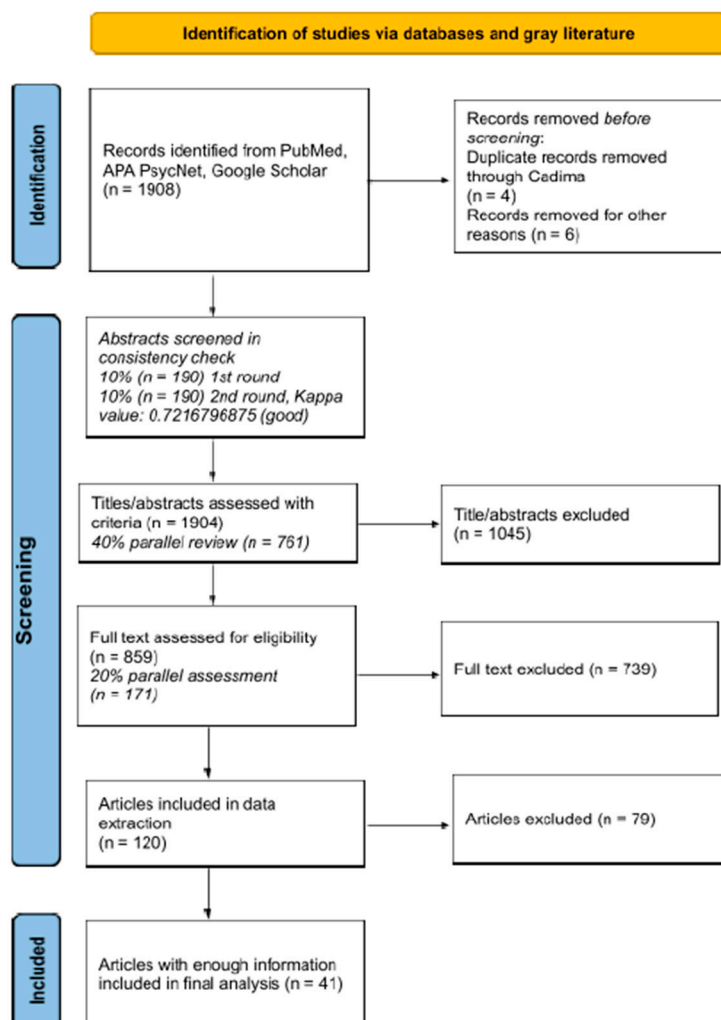 Identification of studies via databases and gray literature
Identification
Records identified from PubMed,
APA PsycNet, Google Scholar
(n = 1908)
Records removed before
screening:
Duplicate records removed
through Cadima
(n = 4)
Records removed for other
reasons (n = 6)
Screening
Abstracts screened in
consistency check
10% (n = 190) 1st round
10% (n = 190) 2nd round, Kappa
value: 0.7216796875 (good)
Titles/abstracts assessed with
criteria (n = 1904)
40% parallel review (n = 761)
Title/abstracts excluded
(n = 1045)
Full text assessed for eligibility
(n = 859)
20% parallel assessment
(n = 171)
Full text excluded (n = 739)
Articles included in data
extraction
(n = 120)
Articles excluded (n = 79)
Included
Articles with enough information
included in final analysis (n = 41)